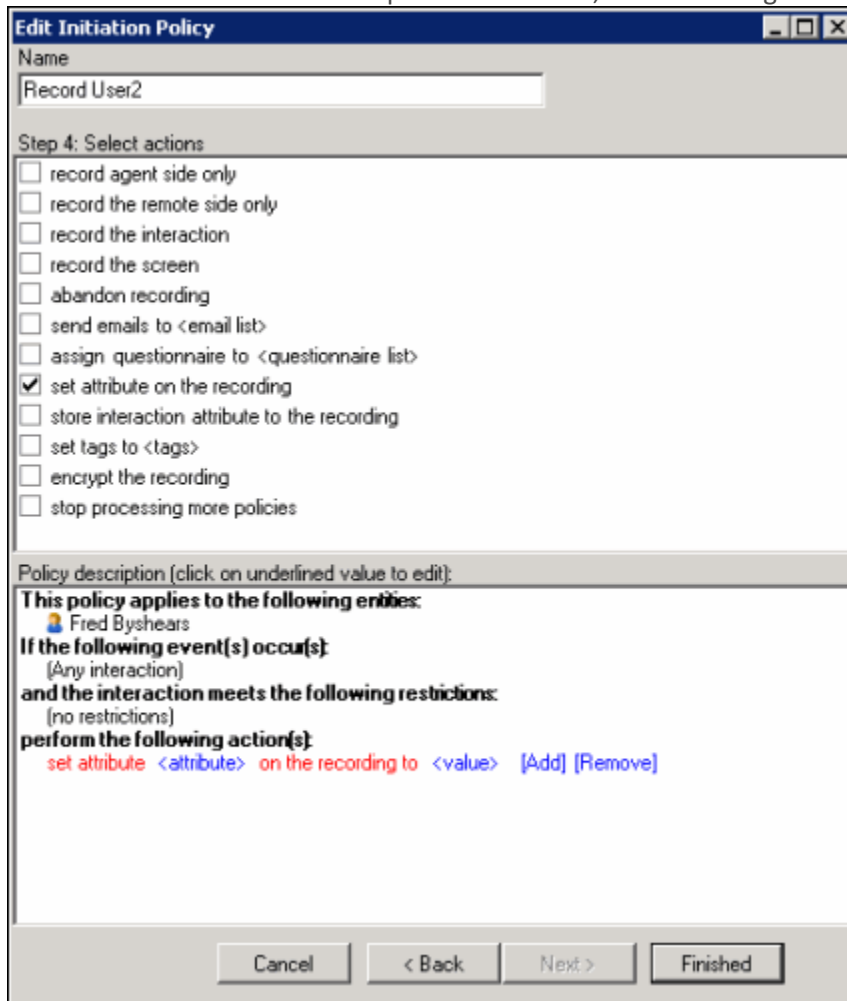 Edit Initiation Policy
Name
Record User2
Step 4: Select actions
record agent side only
record the remote side only
record the interaction
record the screen
abandon recording
send emails to <email list>
assign questionnaire to <questionnaire list>
set attribute on the recording
store interaction attribute to the recording
set tags to <tags>
encrypt the recording
stop processing more policies
Policy description (click on underlined value to edit):
This policy applies to the following entities:
Fred Byshears
If the following event(s) occur(s):
(Any interaction)
and the interaction meets the following restrictions:
(no restrictions)
perform the following action(s):
set attribute <attribute> on the recording to <value> [Add] [Remove]
Cancel < Back Next > Finished